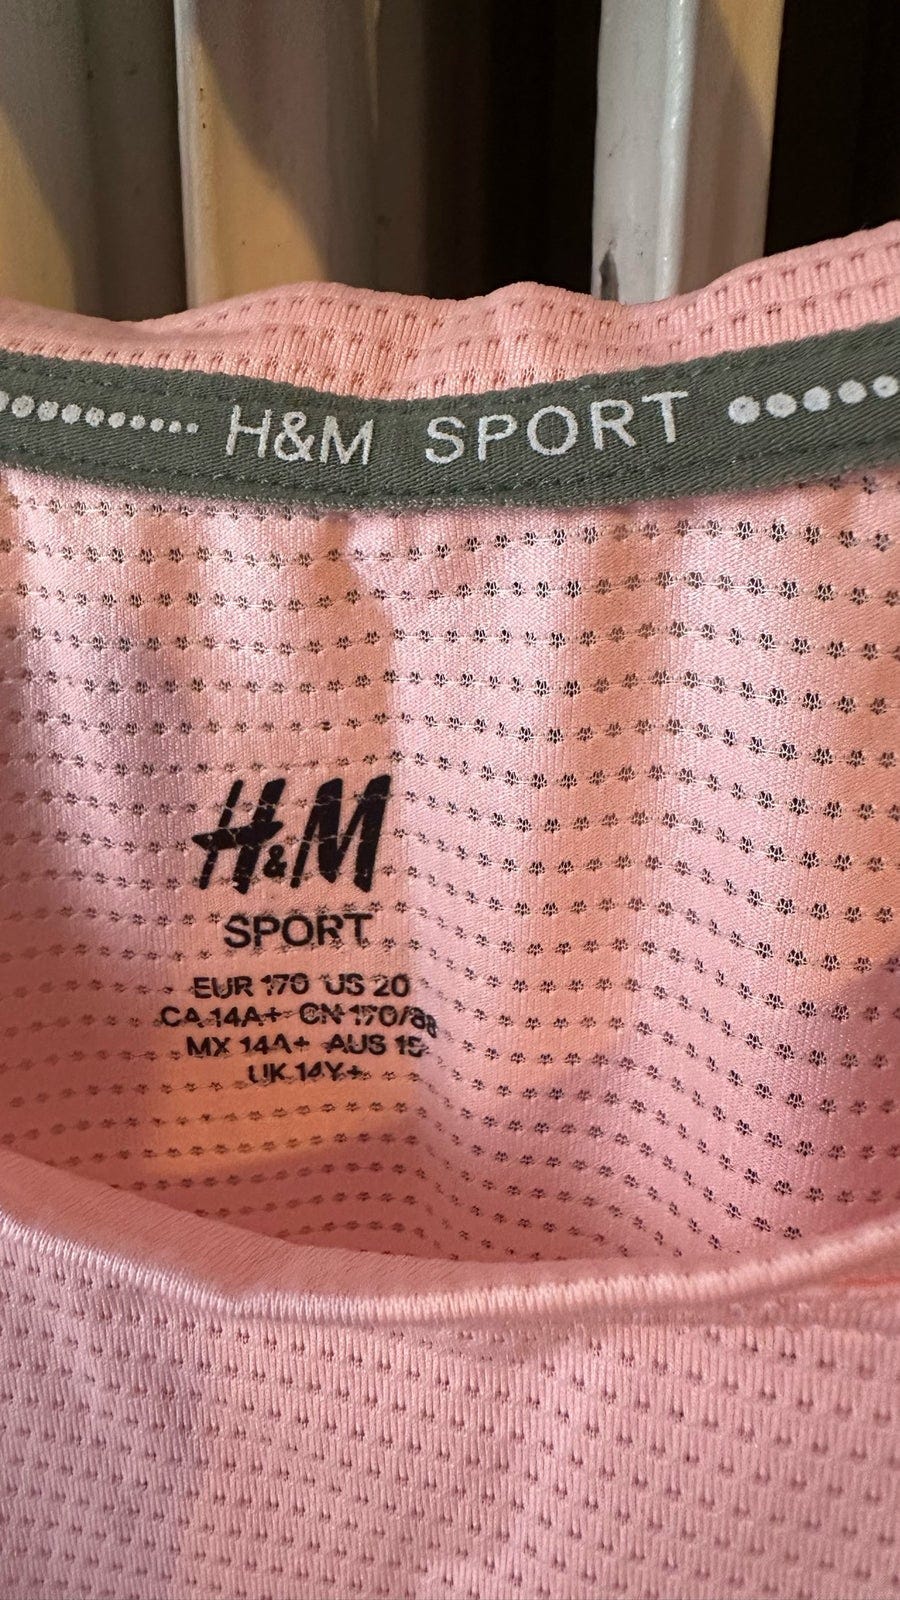 H&M SPORT
H&M
SPORT
EUR 170 US 20
CA 14A+ CN 170/88
MX 14A+ AUS 15
UK 14Y+